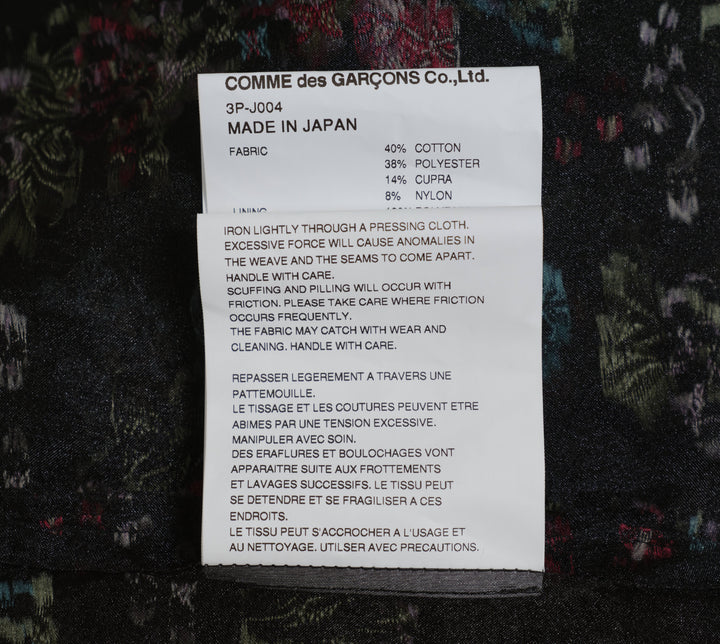 COMME des GARÇONS Co.,Ltd.
3P-J004
MADE IN JAPAN
FABRIC 40% COTTON
38% POLYESTER
14% CUPRA
8% NYLON
LINING
IRON LIGHTLY THROUGH A PRESSING CLOTH.
EXCESSIVE FORCE WILL CAUSE ANOMALIES IN
THE WEAVE AND THE SEAMS TO COME APART.
HANDLE WITH CARE.
SCUFFING AND PILLING WILL OCCUR WITH
FRICTION. PLEASE TAKE CARE WHERE FRICTION
OCCURS FREQUENTLY.
THE FABRIC MAY CATCH WITH WEAR AND
CLEANING. HANDLE WITH CARE.
REPASSER LEGEREMENT A TRAVERS UNE
PATTEMOUILLE.
LE TISSAGE ET LES COUTURES PEUVENT ETRE
ABIMES PAR UNE TENSION EXCESSIVE.
MANIPULER AVEC SOIN.
DES ERAFLURES ET BOULOCHAGES VONT
APPARAITRE SUITE AUX FROTTEMENTS
ET LAVAGES SUCCESSIFS. LE TISSU PEUT
SE DETENDRE ET SE FRAGILISER A CES
ENDROITS.
LE TISSU PEUT S'ACCROCHER A L'USAGE ET
AU NETTOYAGE. UTILSER AVEC PRECAUTIONS.